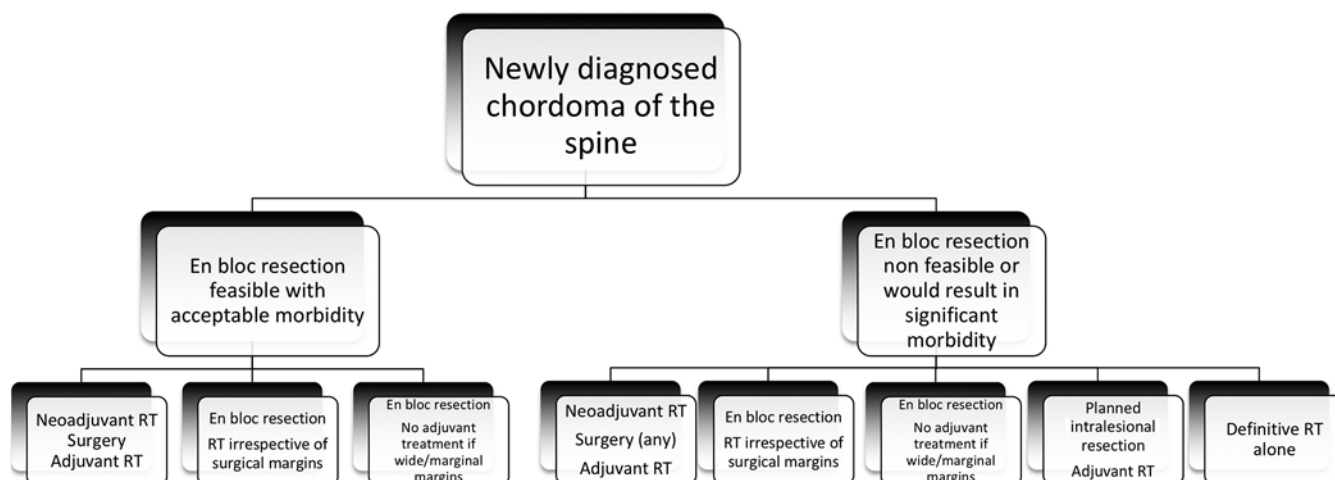 Newly diagnosed
chordoma of the
spine
En bloc resection
feasible with
acceptable morbidity
En bloc resection
non feasible or
would result in
significant
morbidity
Neoadjuvant RT
Surgery
Adjuvant RT
En bloc resection
RT irrespective of
surgical margins
En bloc resection
No adjuvant
treatment if
wide/marginal
margins
Neoadjuvant RT
Surgery (any)
Adjuvant RT
En bloc resection
RT irrespective of
surgical margins
En bloc resection
No adjuvant
treatment if
wide/marginal
margins
Planned
intralesional
resection
Adjuvant RT
Definitive RT
alone